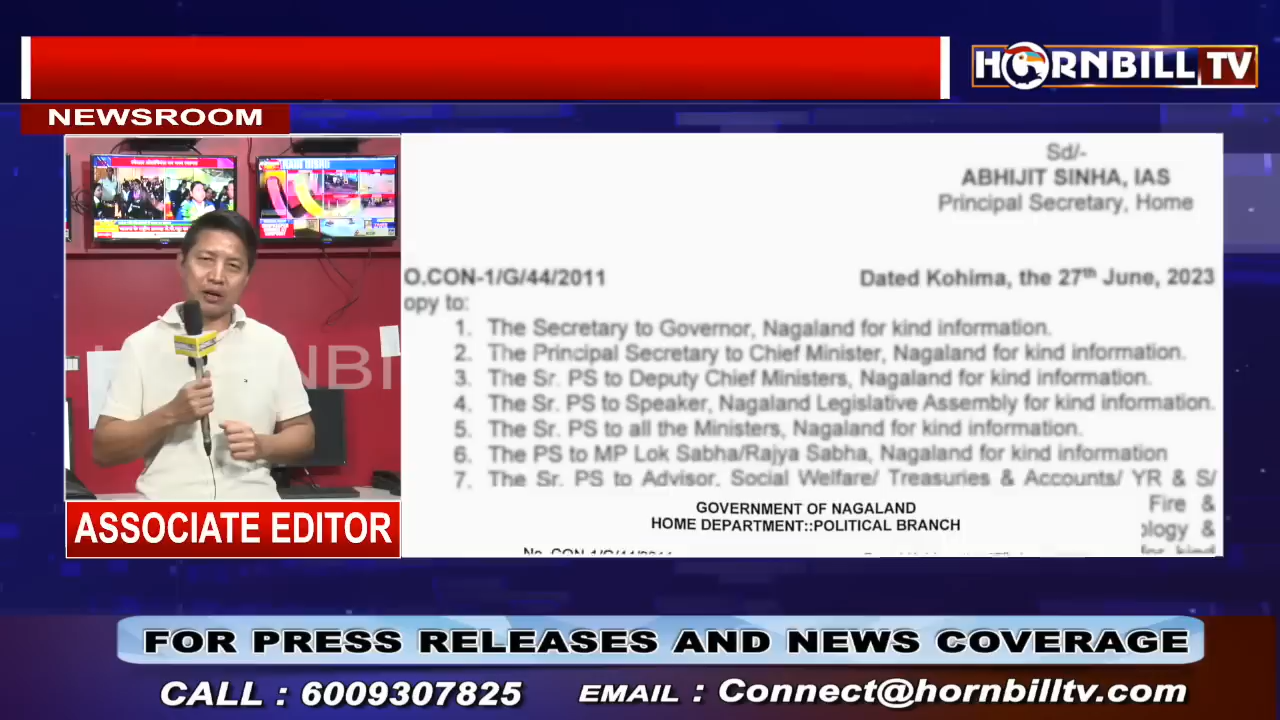 HORNBILL TV
NEWSROOM
Sd/-
ABHIJIT SINHA, IAS
Principal Secretary, Home
O.CON-1/G/44/2011
Dated Kohima, the 27th June, 2023
opy to:
1. The Secretary to Governor, Nagaland for kind information.
2. The Principal Secretary to Chief Minister, Nagaland for kind information.
3. The Sr. PS to Deputy Chief Ministers, Nagaland for kind information.
4. The Sr. PS to Speaker, Nagaland Legislative Assembly for kind information.
5. The Sr. PS to all the Ministers, Nagaland for kind information.
6. The PS to MP Lok Sabha/Rajya Sabha, Nagaland for kind information
7. The Sr. PS to Advisor, Social Welfare/ Treasuries & Accounts/ YR & S/
Fire &
ology &
for kind
GOVERNMENT OF NAGALAND
HOME DEPARTMENT::POLITICAL BRANCH
ASSOCIATE EDITOR
FOR PRESS RELEASES AND NEWS COVERAGE
CALL : 6009307825
EMAIL : Connect@hornbilltv.com